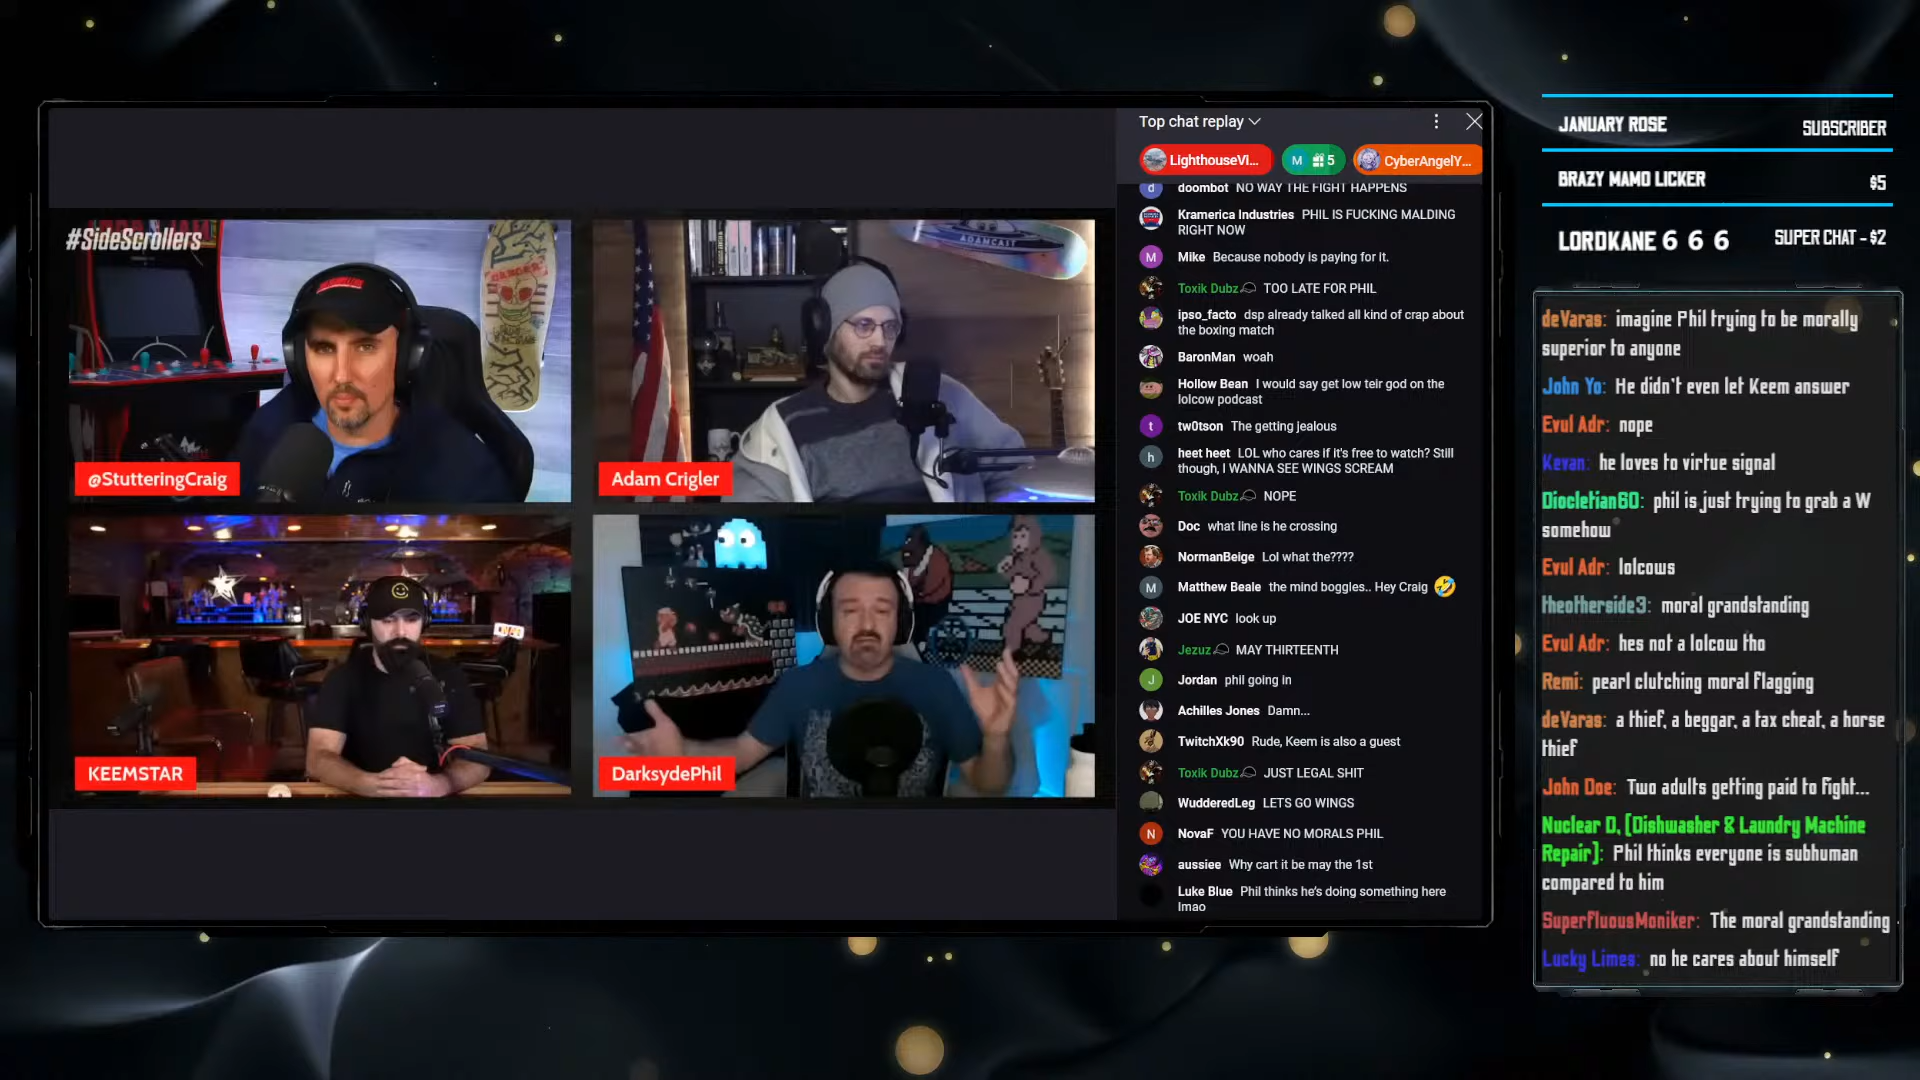 #SideScrollers
ADAMCAST
@StutteringCraig
Adam Crigler
KEEMSTAR
DarksydePhil
Top chat replay
LighthouseVi...
M 5
CyberAngelY...
d doombot NO WAY THE FIGHT HAPPENS
Kramerica Industries PHIL IS FUCKING MALDING
RIGHT NOW
M Mike Because nobody is paying for it.
Toxik Dubz TOO LATE FOR PHIL
ipso_facto dsp already talked all kind of crap about
the boxing match
BaronMan woah
Hollow Bean I would say get low teir god on the
lolcow podcast
t tw0tson The getting jealous
h heet heet LOL who cares if it's free to watch? Still
though, I WANNA SEE WINGS SCREAM
Toxik Dubz NOPE
Doc what line is he crossing
NormanBeige Lol what the????
M Matthew Beale the mind boggles.. Hey Craig 🤣
JOE NYC look up
Jezuz MAY THIRTEENTH
J Jordan phil going in
Achilles Jones Damn...
TwitchXk90 Rude, Keem is also a guest
Toxik Dubz JUST LEGAL SHIT
WudderedLeg LETS GO WINGS
N NovaF YOU HAVE NO MORALS PHIL
aussiee Why cart it be may the 1st
Luke Blue Phil thinks he's doing something here
lmao
JANUARY ROSE SUBSCRIBER
BRAZY MAMO LICKER $5
LORDKANE 6 6 6 SUPER CHAT - $2
deVaras: imagine Phil trying to be morally
superior to anyone
John Yo: He didn't even let Keem answer
Evul Adr: nope
Kevan: he loves to virtue signal
Diocletian60: phil is just trying to grab a W
somehow
Evul Adr: lolcows
theotherside3: moral grandstanding
Evul Adr: hes not a lolcow tho
Remi: pearl clutching moral flagging
deVaras: a thief, a beggar, a tax cheat, a horse
thief
John Doe: Two adults getting paid to fight...
Nuclear D, [Dishwasher & Laundry Machine
Repair]: Phil thinks everyone is subhuman
compared to him
SuperfluousMoniker: The moral grandstanding
Lucky Limes: no he cares about himself